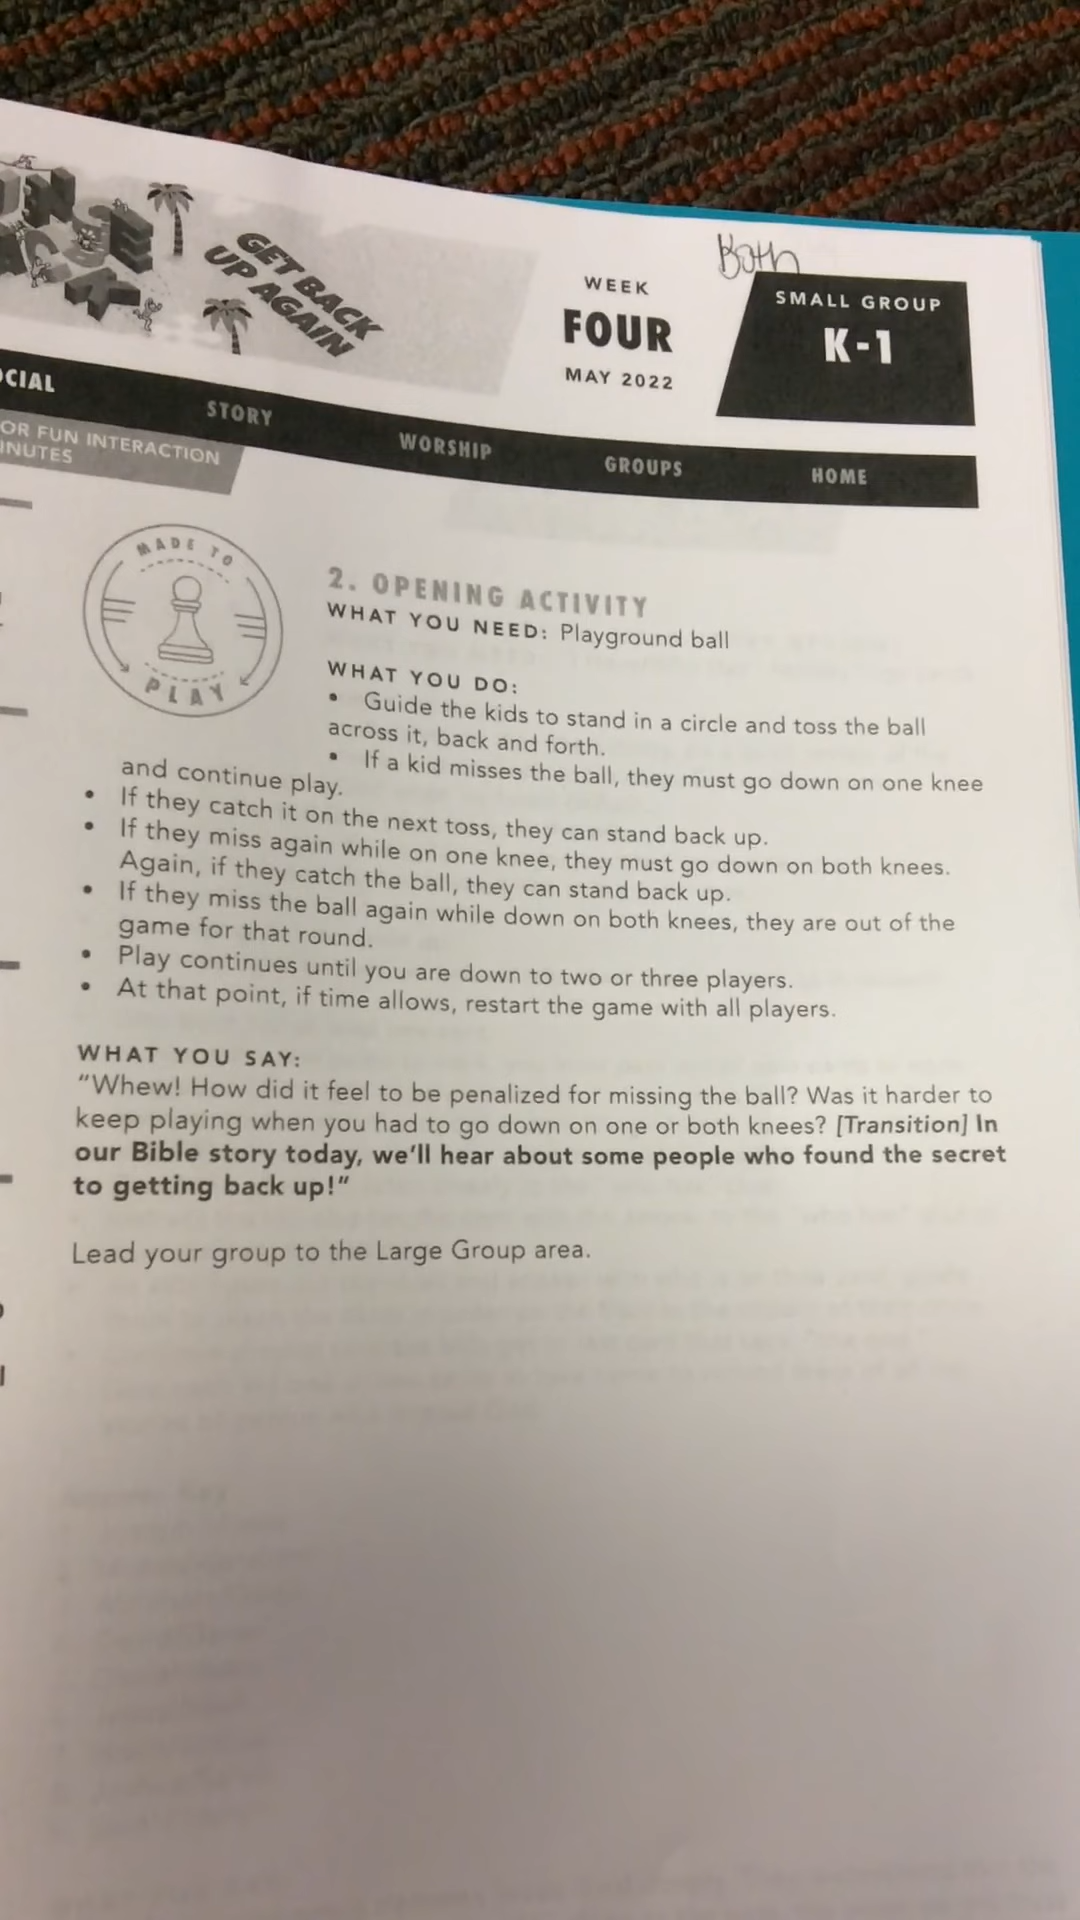 GET BACK
UP AGAIN
Both
WEEK
FOUR
MAY 2022
SMALL GROUP
K-1
STORY
WORSHIP
GROUPS
HOME
OR FUN INTERACTION
MADE TO
PLAY
2. OPENING ACTIVITY
WHAT YOU NEED: Playground ball
WHAT YOU DO:
• Guide the kids to stand in a circle and toss the ball
across it, back and forth.
• If a kid misses the ball, they must go down on one knee
and continue play.
• If they catch it on the next toss, they can stand back up.
• If they miss again while on one knee, they must go down on both knees.
Again, if they catch the ball, they can stand back up.
• If they miss the ball again while down on both knees, they are out of the
game for that round.
• Play continues until you are down to two or three players.
• At that point, if time allows, restart the game with all players.
WHAT YOU SAY:
"Whew! How did it feel to be penalized for missing the ball? Was it harder to
keep playing when you had to go down on one or both knees? [Transition] In
our Bible story today, we'll hear about some people who found the secret
to getting back up!"
Lead your group to the Large Group area.